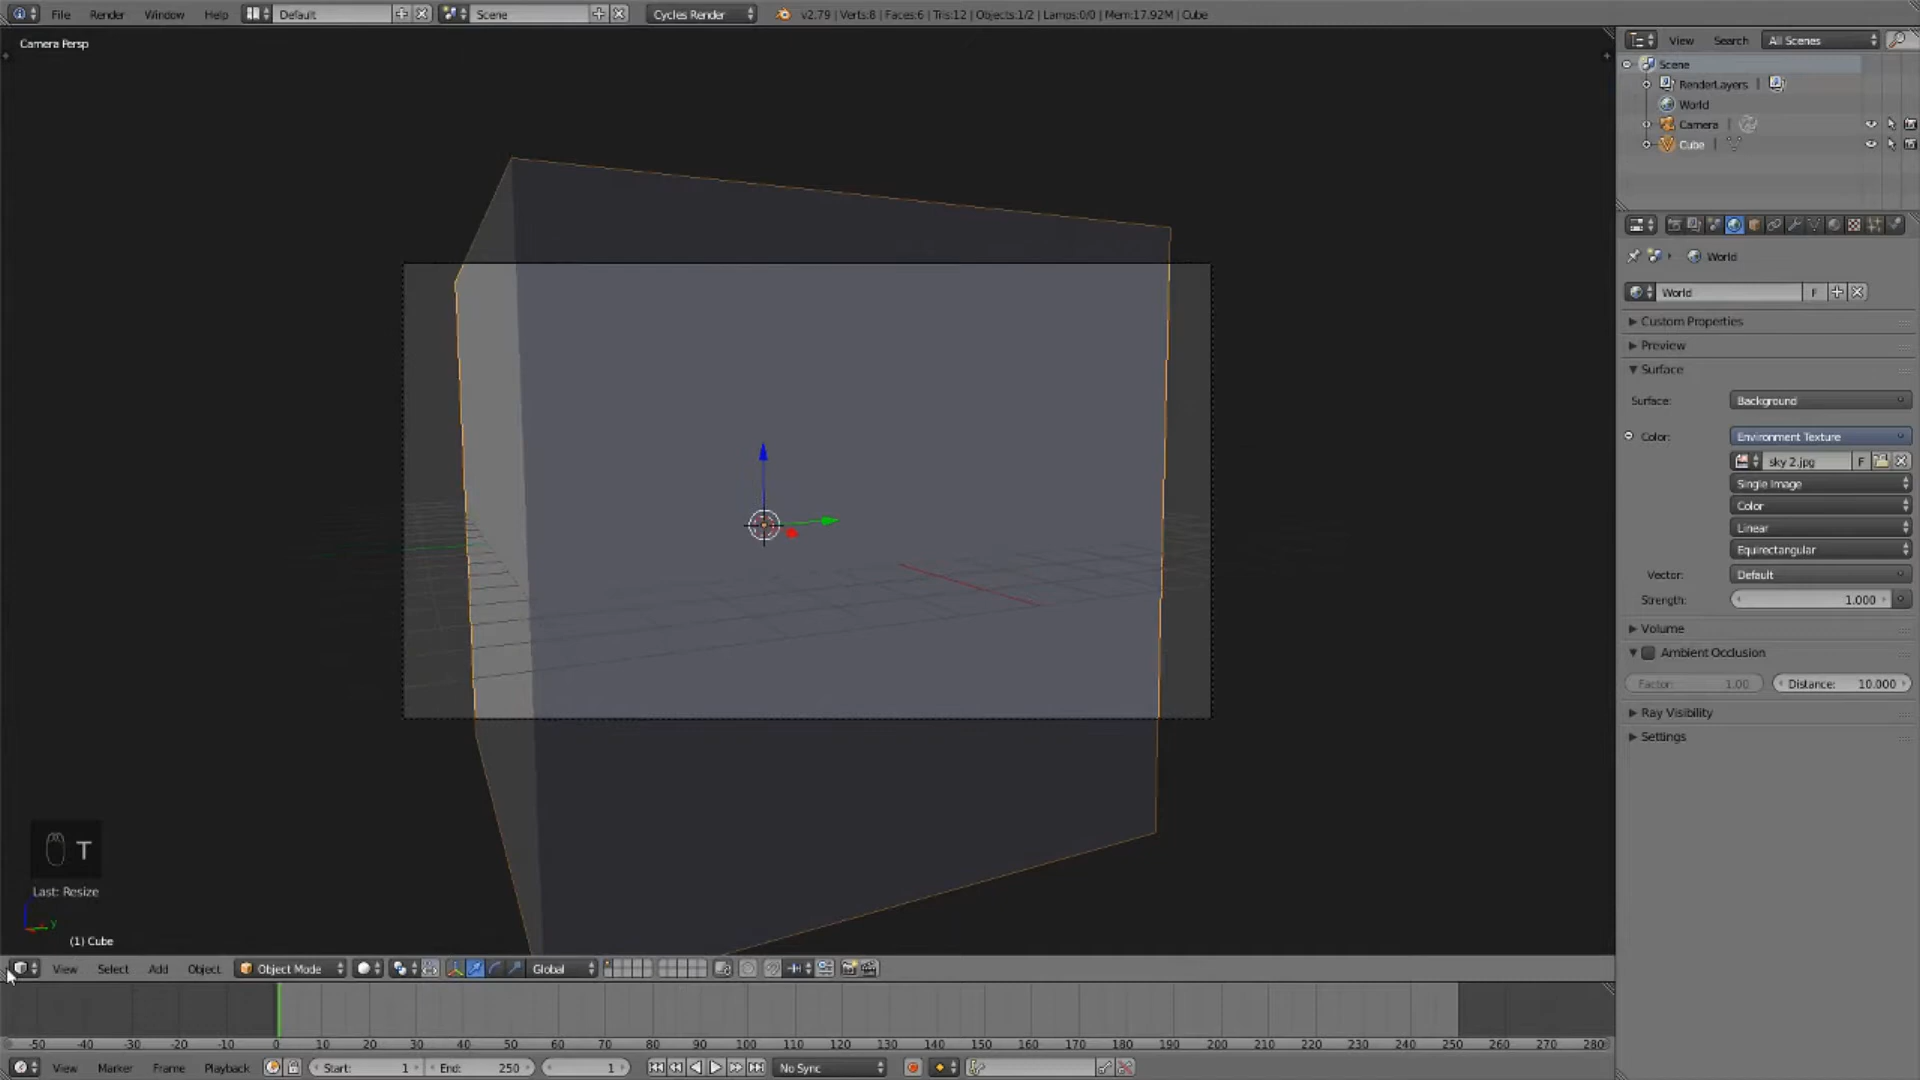 File Render Window Help Default Scene Cycles Render v2.79 | Verts:8 | Faces:6 | Tris:12 | Objects:1/2 | Lamps:0/0 | Mem:17.92M | Cube
Camera Persp
View Search All Scenes
Scene
RenderLayers |
World
Camera |
Cube |
World
World F
Custom Properties
Preview
Surface
Surface: Background
Color: Environment Texture
sky 2.jpg F
Single Image
Color
Linear
Equirectangular
Vector: Default
Strength: 1.000
Volume
Ambient Occlusion
Factor: 1.00 Distance: 10.000
Ray Visibility
Settings
T
Last: Resize
y
(1) Cube
View Select Add Object Object Mode Global
-50 -40 -30 -20 -10 0 10 20 30 40 50 60 70 80 90 100 110 120 130 140 150 160 170 180 190 200 210 220 230 240 250 260 270 280
View Marker Frame Playback Start: 1 End: 250 1 No Sync